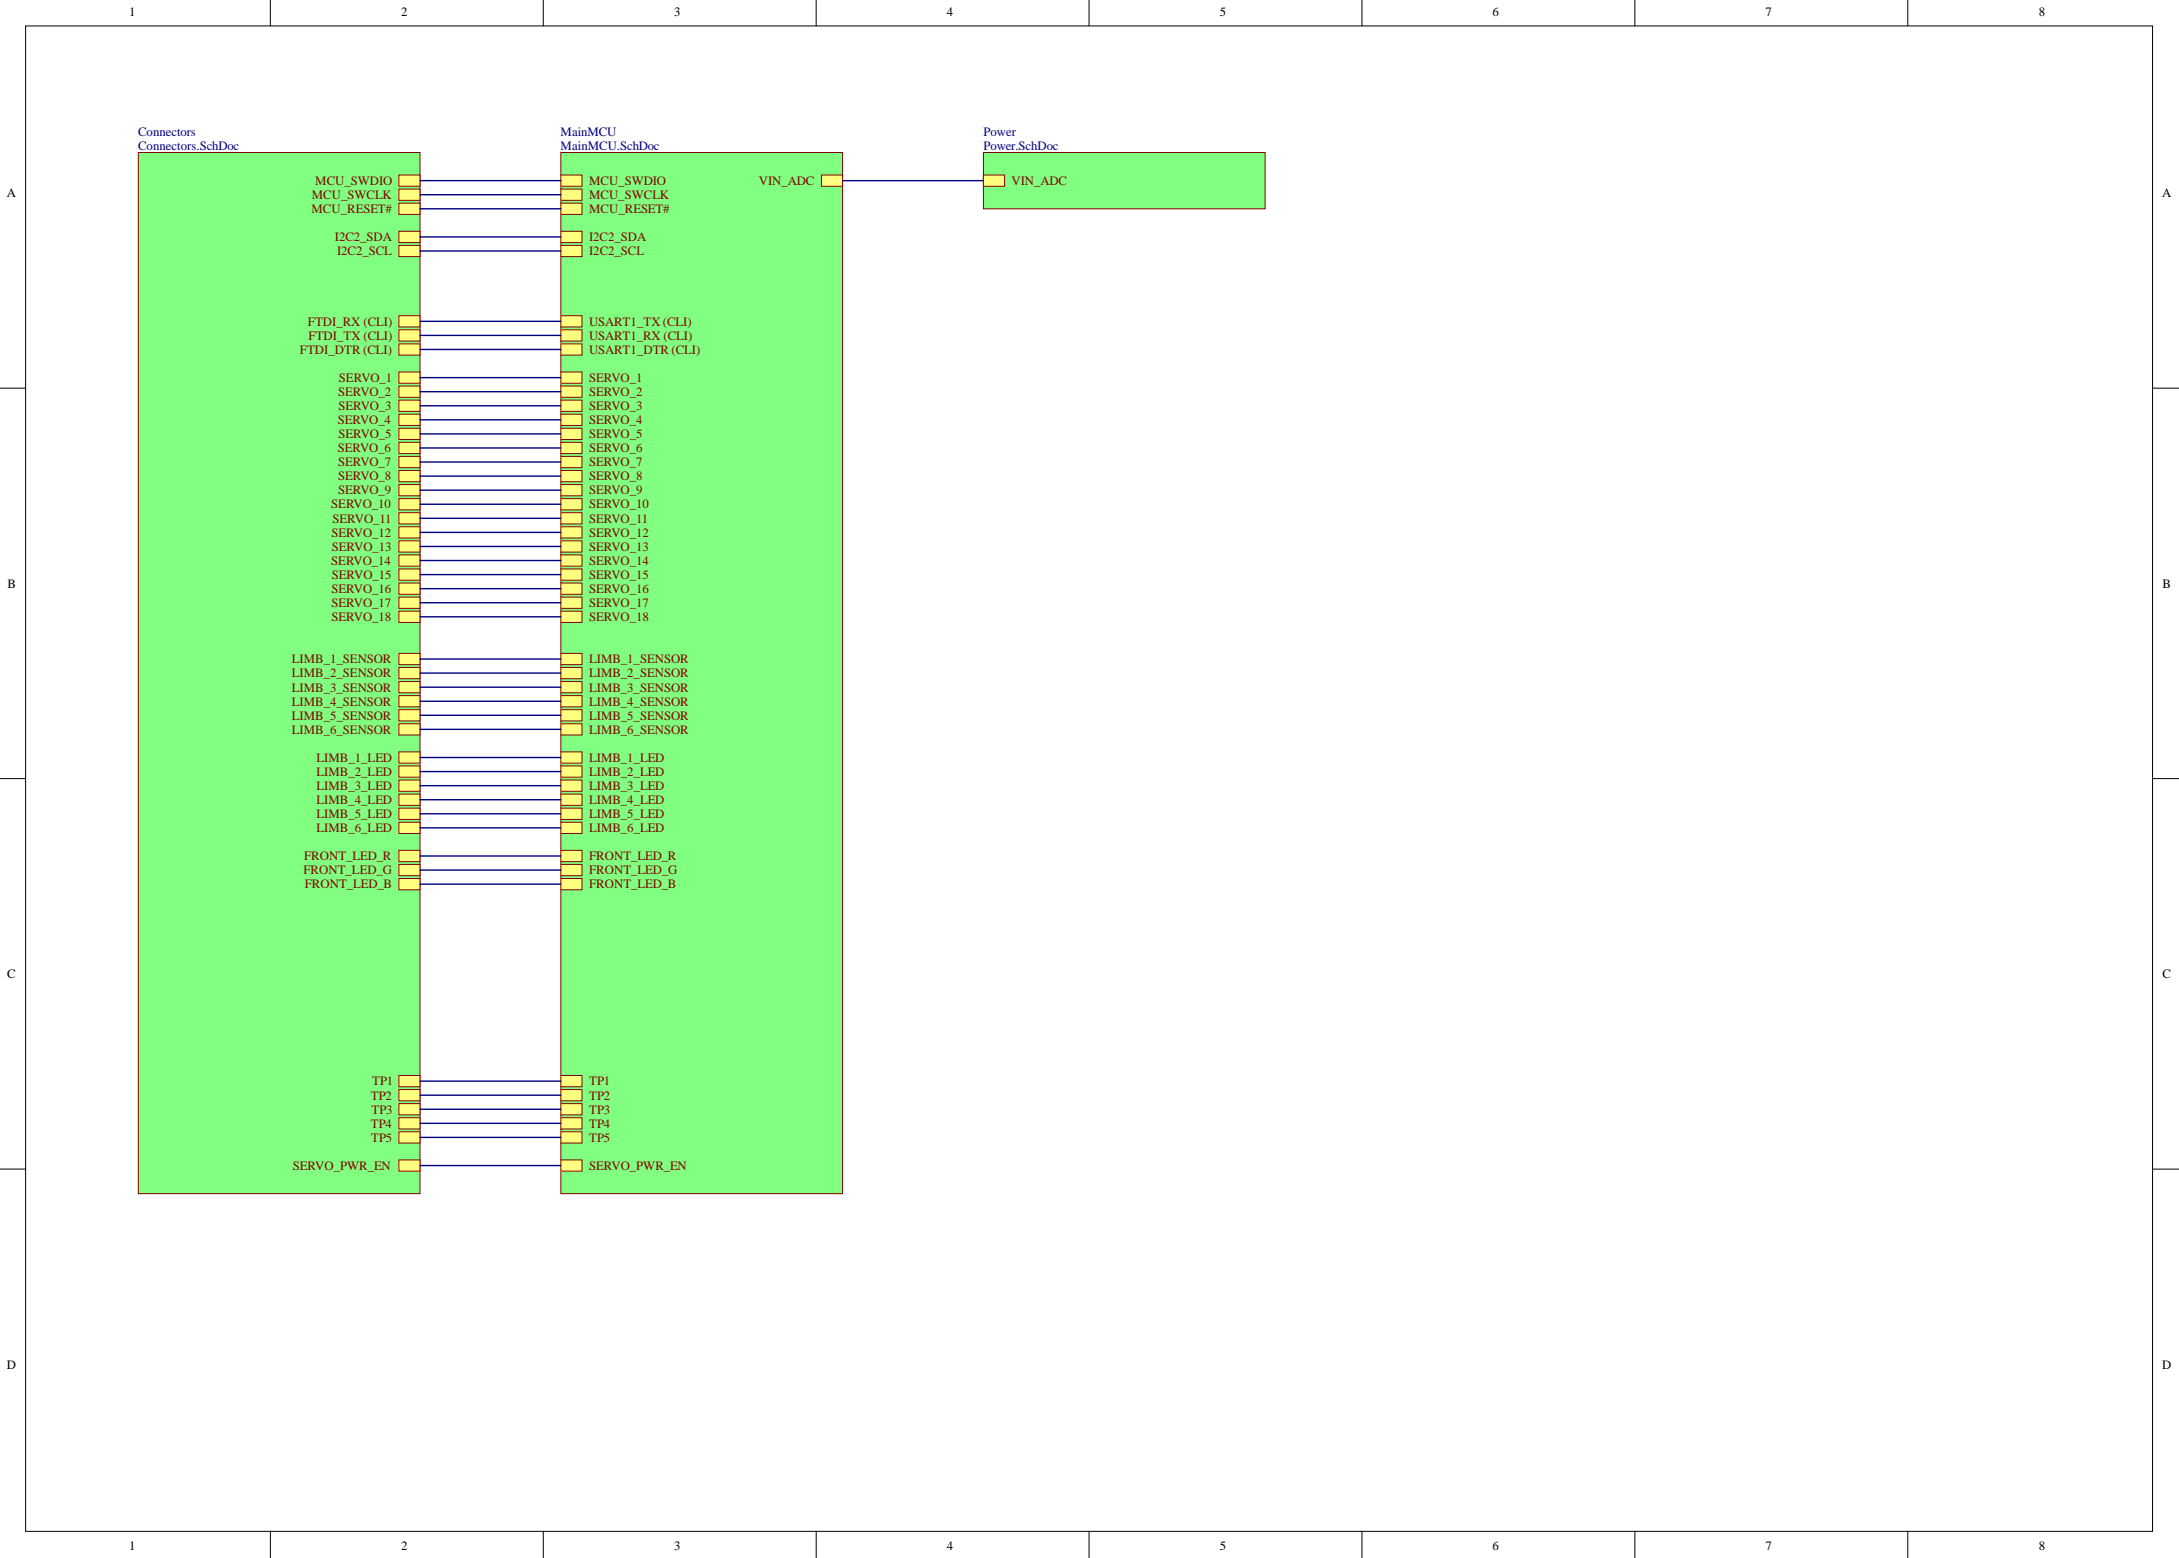 1 2 3 4 5 6 7 8
Connectors
Connectors.SchDoc
MainMCU
MainMCU.SchDoc
Power
Power.SchDoc
A A
MCU_SWDIO MCU_SWDIO VIN_ADC VIN_ADC
MCU_SWCLK MCU_SWCLK
MCU_RESET# MCU_RESET#
I2C2_SDA I2C2_SDA
I2C2_SCL I2C2_SCL
FTDI_RX (CLI) USART1_TX (CLI)
FTDI_TX (CLI) USART1_RX (CLI)
FTDI_DTR (CLI) USART1_DTR (CLI)
SERVO_1 SERVO_1
SERVO_2 SERVO_2
SERVO_3 SERVO_3
SERVO_4 SERVO_4
SERVO_5 SERVO_5
SERVO_6 SERVO_6
SERVO_7 SERVO_7
SERVO_8 SERVO_8
SERVO_9 SERVO_9
SERVO_10 SERVO_10
SERVO_11 SERVO_11
SERVO_12 SERVO_12
SERVO_13 SERVO_13
SERVO_14 SERVO_14
SERVO_15 SERVO_15
B B
SERVO_16 SERVO_16
SERVO_17 SERVO_17
SERVO_18 SERVO_18
LIMB_1_SENSOR LIMB_1_SENSOR
LIMB_2_SENSOR LIMB_2_SENSOR
LIMB_3_SENSOR LIMB_3_SENSOR
LIMB_4_SENSOR LIMB_4_SENSOR
LIMB_5_SENSOR LIMB_5_SENSOR
LIMB_6_SENSOR LIMB_6_SENSOR
LIMB_1_LED LIMB_1_LED
LIMB_2_LED LIMB_2_LED
LIMB_3_LED LIMB_3_LED
LIMB_4_LED LIMB_4_LED
LIMB_5_LED LIMB_5_LED
LIMB_6_LED LIMB_6_LED
FRONT_LED_R FRONT_LED_R
FRONT_LED_G FRONT_LED_G
FRONT_LED_B FRONT_LED_B
C C
TP1 TP1
TP2 TP2
TP3 TP3
TP4 TP4
TP5 TP5
SERVO_PWR_EN SERVO_PWR_EN
D D
1 2 3 4 5 6 7 8